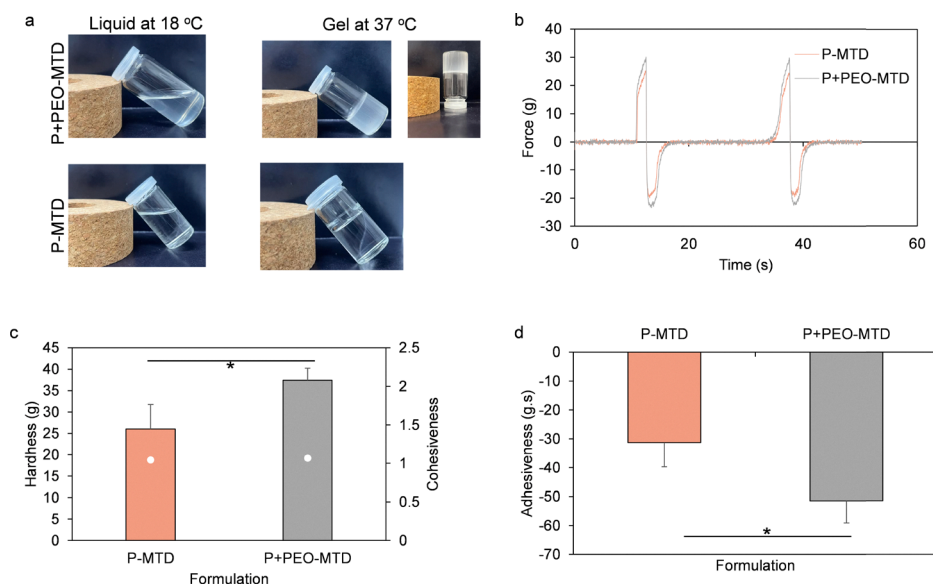 a
Liquid at 18 °C
Gel at 37 °C
P+PEO-MTD
P-MTD
b
40
30
20
10
0
-10
-20
-30
Force (g)
P-MTD
P+PEO-MTD
0
20
40
60
Time (s)
c
45
40
35
30
25
20
15
10
5
0
Hardness (g)
*
2.5
2
1.5
1
0.5
0
Cohesiveness
P-MTD
P+PEO-MTD
Formulation
d
P-MTD
P+PEO-MTD
0
-10
-20
-30
-40
-50
-60
-70
Adhesiveness (g.s)
*
Formulation